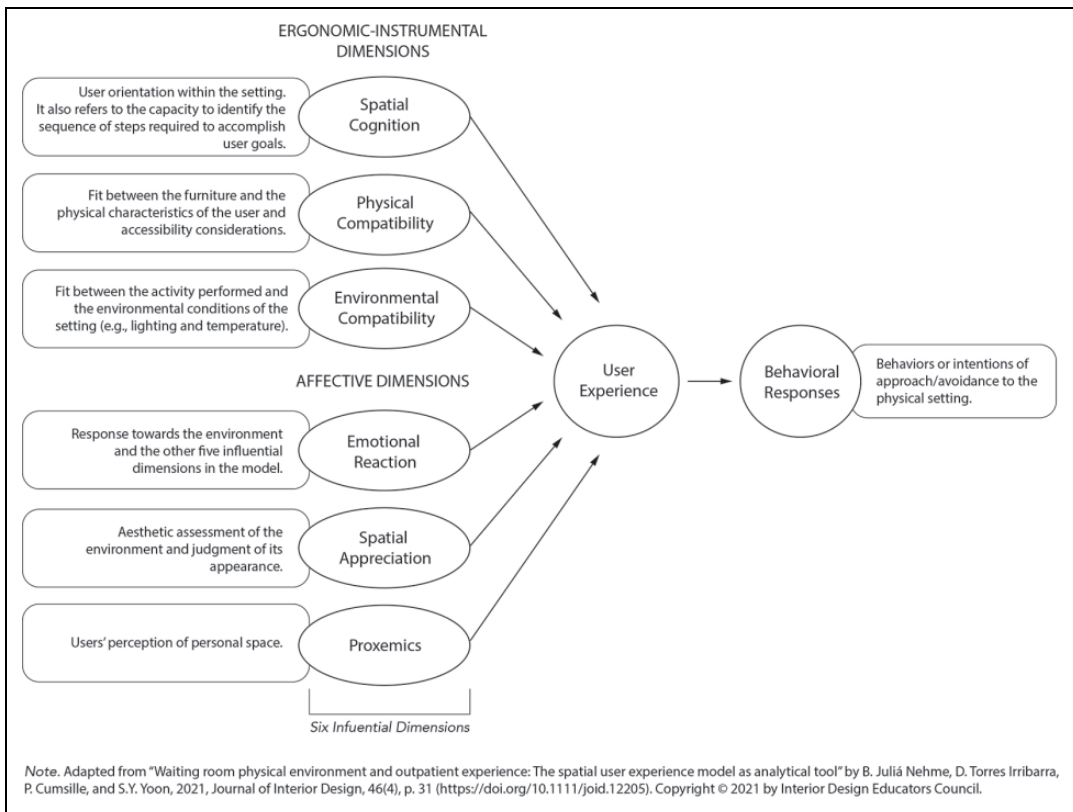 ERGONOMIC-INSTRUMENTAL
DIMENSIONS
User orientation within the setting.
It also refers to the capacity to identify the
sequence of steps required to accomplish
user goals.
Spatial
Cognition
Fit between the furniture and the
physical characteristics of the user and
accessibility considerations.
Physical
Compatibility
Fit between the activity performed and
the environmental conditions of the
setting (e.g., lighting and temperature).
Environmental
Compatibility
AFFECTIVE DIMENSIONS
Response towards the environment
and the other five influential
dimensions in the model.
Emotional
Reaction
Aesthetic assessment of the
environment and judgment of its
appearance.
Spatial
Appreciation
Users' perception of personal space.
Proxemics
Six Infuential Dimensions
User
Experience
Behavioral
Responses
Behaviors or intentions of
approach/avoidance to the
physical setting.
Note. Adapted from "Waiting room physical environment and outpatient experience: The spatial user experience model as analytical tool" by B. Juliá Nehme, D. Torres Irribarra,
P. Cumsille, and S.Y. Yoon, 2021, Journal of Interior Design, 46(4), p. 31 (https://doi.org/10.1111/joid.12205). Copyright © 2021 by Interior Design Educators Council.